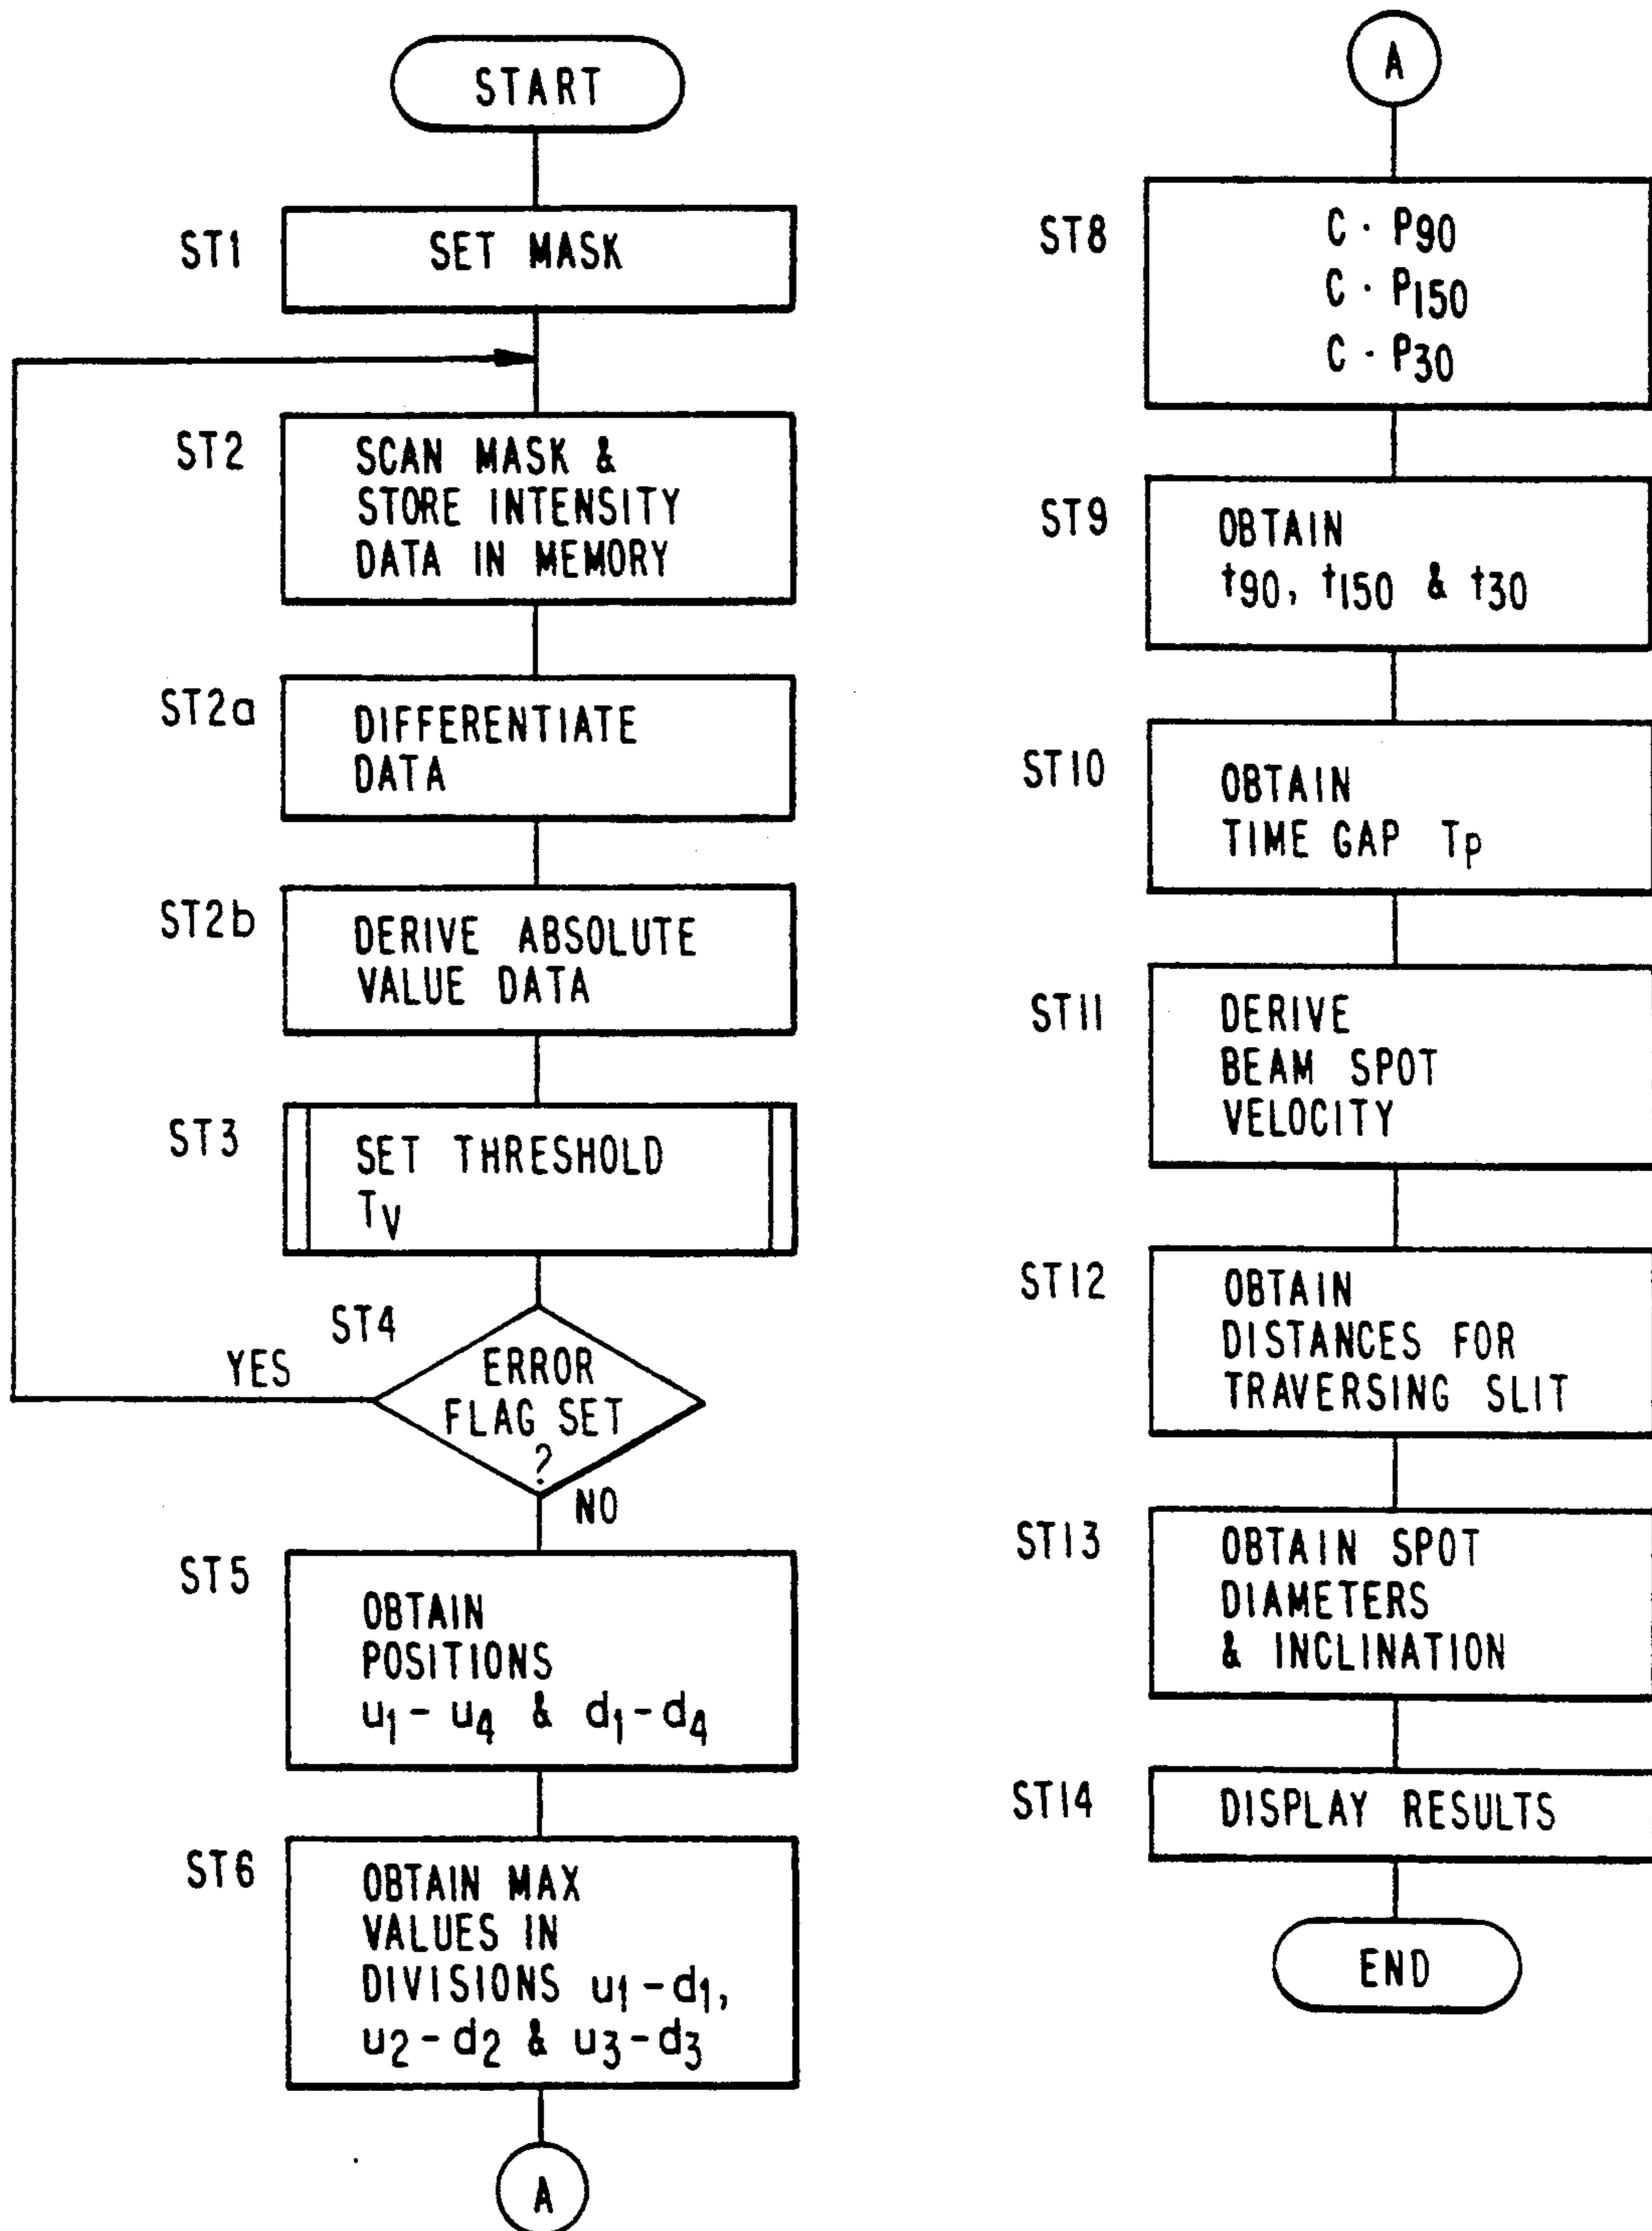 START
ST1
SET MASK
ST2
SCAN MASK &
STORE INTENSITY
DATA IN MEMORY
ST2a
DIFFERENTIATE
DATA
ST2b
DERIVE ABSOLUTE
VALUE DATA
ST3
SET THRESHOLD
TV
ST4
YES
ERROR
FLAG SET
?
NO
ST5
OBTAIN
POSITIONS
u1-u4 & d1-d4
ST6
OBTAIN MAX
VALUES IN
DIVISIONS u1-d1,
u2-d2 & u3-d3
A
A
ST8
C · P90
C · P150
C · P30
ST9
OBTAIN
t90, t150 & t30
ST10
OBTAIN
TIME GAP Tp
ST11
DERIVE
BEAM SPOT
VELOCITY
ST12
OBTAIN
DISTANCES FOR
TRAVERSING SLIT
ST13
OBTAIN SPOT
DIAMETERS
& INCLINATION
ST14
DISPLAY RESULTS
END